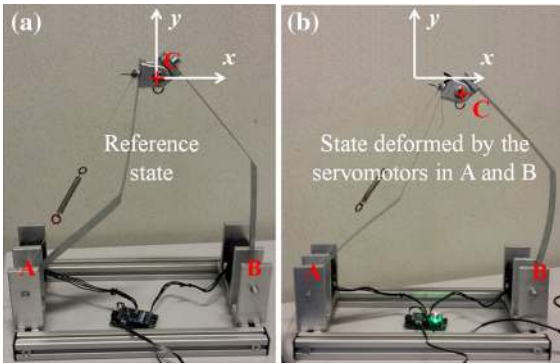 (a)
y
C
x
Reference
state
A
B
(b)
y
x
C
State deformed by the
servomotors in A and B
A
B